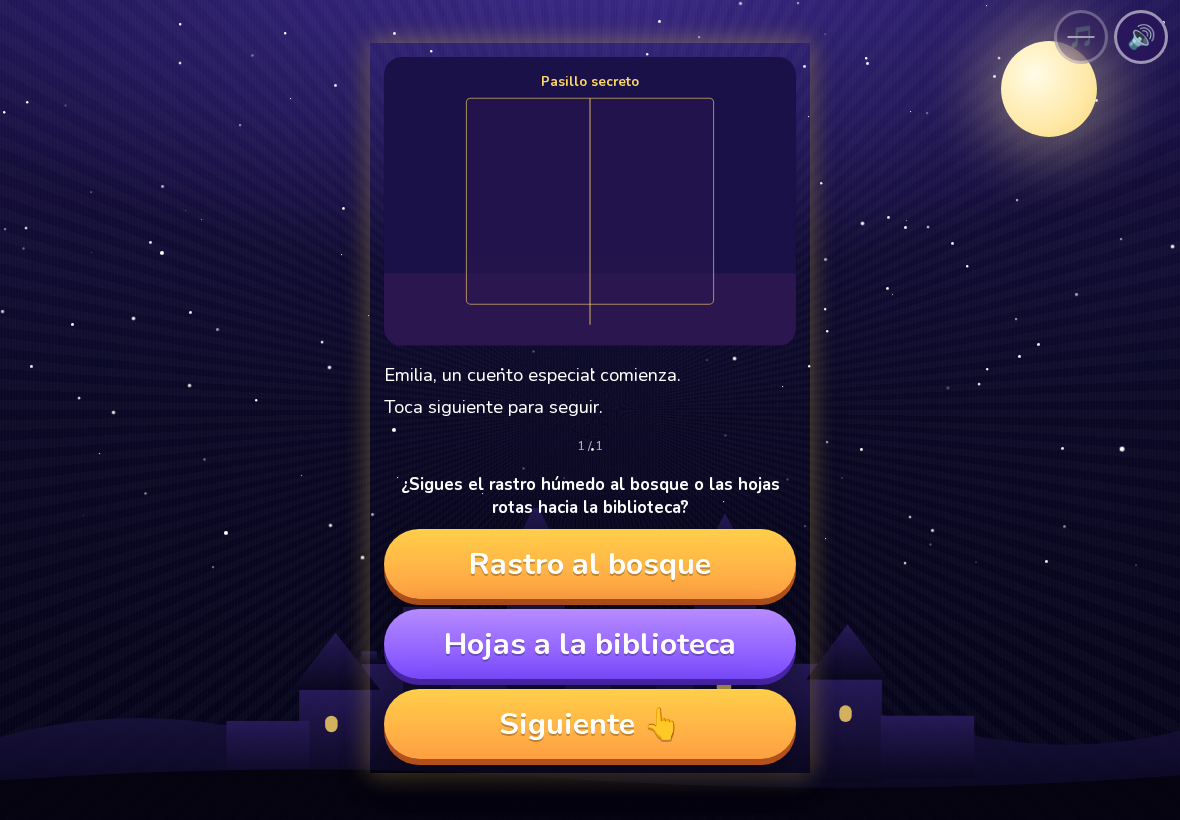 Pasillo secreto
Emilia, un cuento especial comienza.
Toca siguiente para seguir.
1 / 1
¿Sigues el rastro húmedo al bosque o las hojas
rotas hacia la biblioteca?
Rastro al bosque
Hojas a la biblioteca
Siguiente 👆